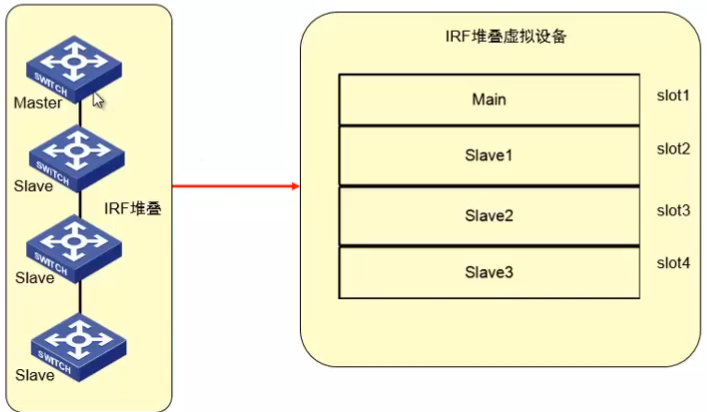 SWITCH
Master
SWITCH
Slave
IRF堆叠
SWITCH
Slave
SWITCH
Slave
IRF堆叠虚拟设备
Main
slot1
Slave1
slot2
Slave2
slot3
Slave3
slot4